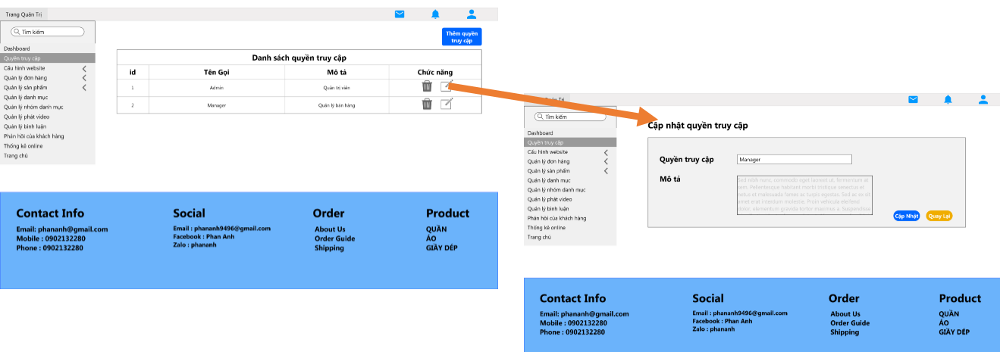 Trang Quản Trị
Tìm kiếm
Thêm quyền
truy cập
Dashboard
Quyền truy cập
Cấu hình website
Quản lý đơn hàng
Quản lý sản phẩm
Quản lý danh mục
Quản lý nhóm danh mục
Quản lý phát video
Quản lý bình luận
Phản hồi của khách hàng
Thống kê online
Trang chủ
Danh sách quyền truy cập
id Tên Gọi Mô tả Chức năng
1 Admin Quản trị viên
2 Manager Quản lý bán hàng
Contact Info
Email: phananh@gmail.com
Mobile : 0902132280
Phone : 0902132280
Social
Email : phananh9496@gmail.com
Facebook : Phan Anh
Zalo : phananh
Order
About Us
Order Guide
Shipping
Product
QUẦN
ÁO
GIẦY DÉP
Quản Trị
Tìm kiếm
Dashboard
Quyền truy cập
Cấu hình website
Quản lý đơn hàng
Quản lý sản phẩm
Quản lý danh mục
Quản lý nhóm danh mục
Quản lý phát video
Quản lý bình luận
Phản hồi của khách hàng
Thống kê online
Trang chủ
Cập nhật quyền truy cập
Quyền truy cập Manager
Mô tả
Sed nibh nunc, commodo eget laoreet ut, fermentum at
sem. Pellentesque habitant morbi tristique senectus et
netus et malesuada fames ac turpis egestas. Sed ac ex sit
amet erat interdum molestie. Proin vehicula eleifend
dolor, elementum gravida tortor maximus a. Suspendisse
Cập Nhật Quay Lại
Contact Info
Email: phananh@gmail.com
Mobile : 0902132280
Phone : 0902132280
Social
Email : phananh9496@gmail.com
Facebook : Phan Anh
Zalo : phananh
Order
About Us
Order Guide
Shipping
Product
QUẦN
ÁO
GIẦY DÉP